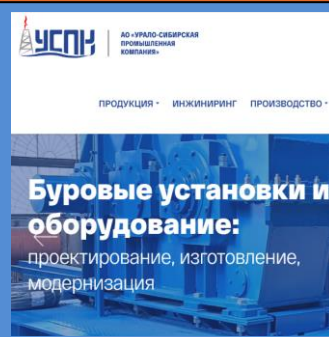 УСПК
АО «УРАЛО-СИБИРСКАЯ
ПРОМЫШЛЕННАЯ
КОМПАНИЯ»
ПРОДУКЦИЯ ИНЖИНИРИНГ ПРОИЗВОДСТВО
Буровые установки и
оборудование:
проектирование, изготовление,
модернизация